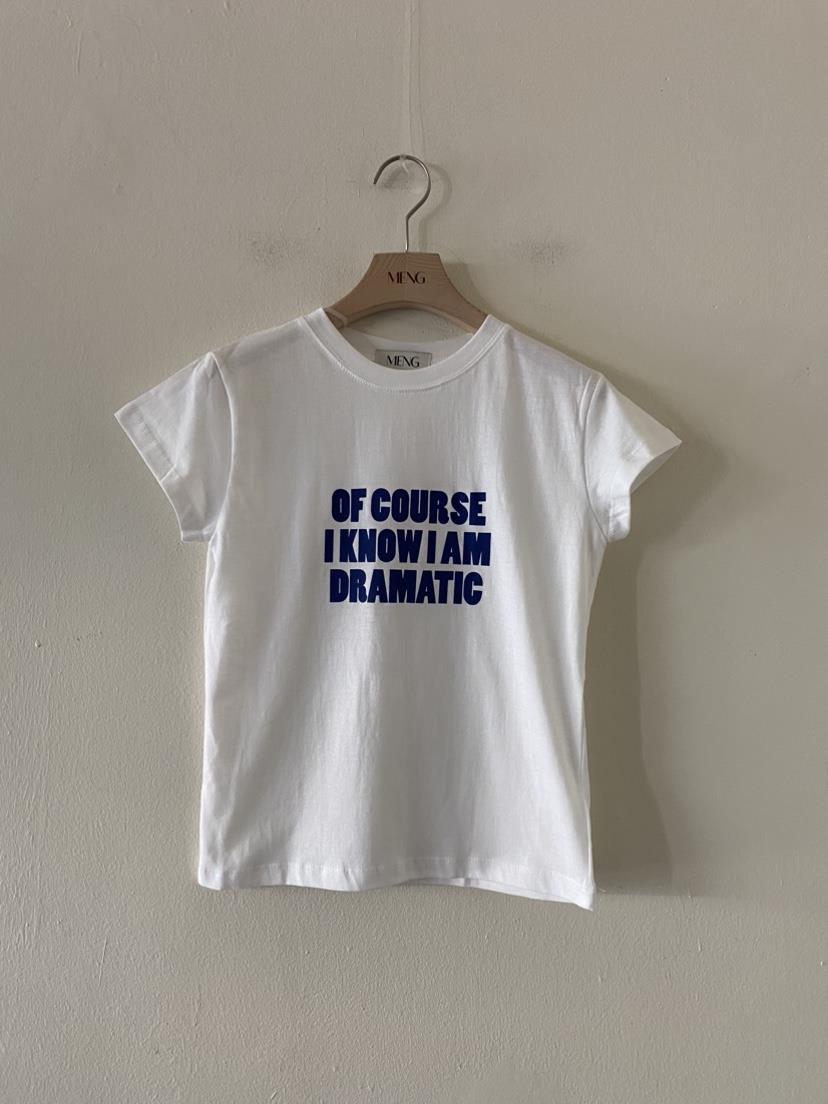 MENG
MENG
OF COURSE
I KNOW I AM
DRAMATIC